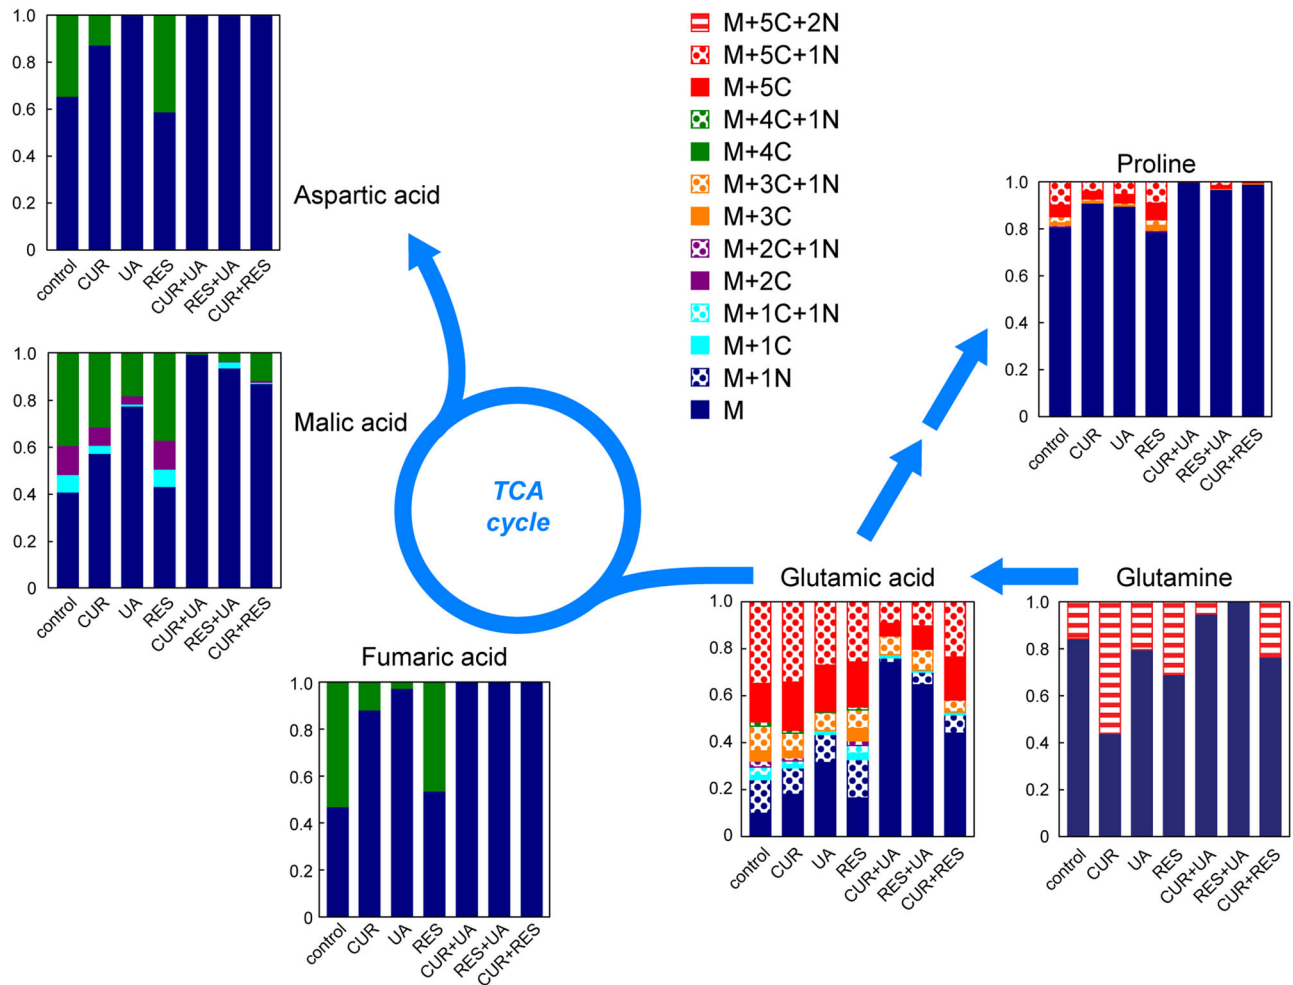 1.0
0.8
0.6
0.4
0.2
0
control
CUR
UA
RES
CUR+UA
RES+UA
CUR+RES
Aspartic acid
1.0
0.8
0.6
0.4
0.2
0
control
CUR
UA
RES
CUR+UA
RES+UA
CUR+RES
Malic acid
TCA
cycle
Fumaric acid
1.0
0.8
0.6
0.4
0.2
0
control
CUR
UA
RES
CUR+UA
RES+UA
CUR+RES
M+5C+2N
M+5C+1N
M+5C
M+4C+1N
M+4C
M+3C+1N
M+3C
M+2C+1N
M+2C
M+1C+1N
M+1C
M+1N
M
Proline
1.0
0.8
0.6
0.4
0.2
0
control
CUR
UA
RES
CUR+UA
RES+UA
CUR+RES
Glutamic acid
1.0
0.8
0.6
0.4
0.2
0
control
CUR
UA
RES
CUR+UA
RES+UA
CUR+RES
Glutamine
1.0
0.8
0.6
0.4
0.2
0
control
CUR
UA
RES
CUR+UA
RES+UA
CUR+RES